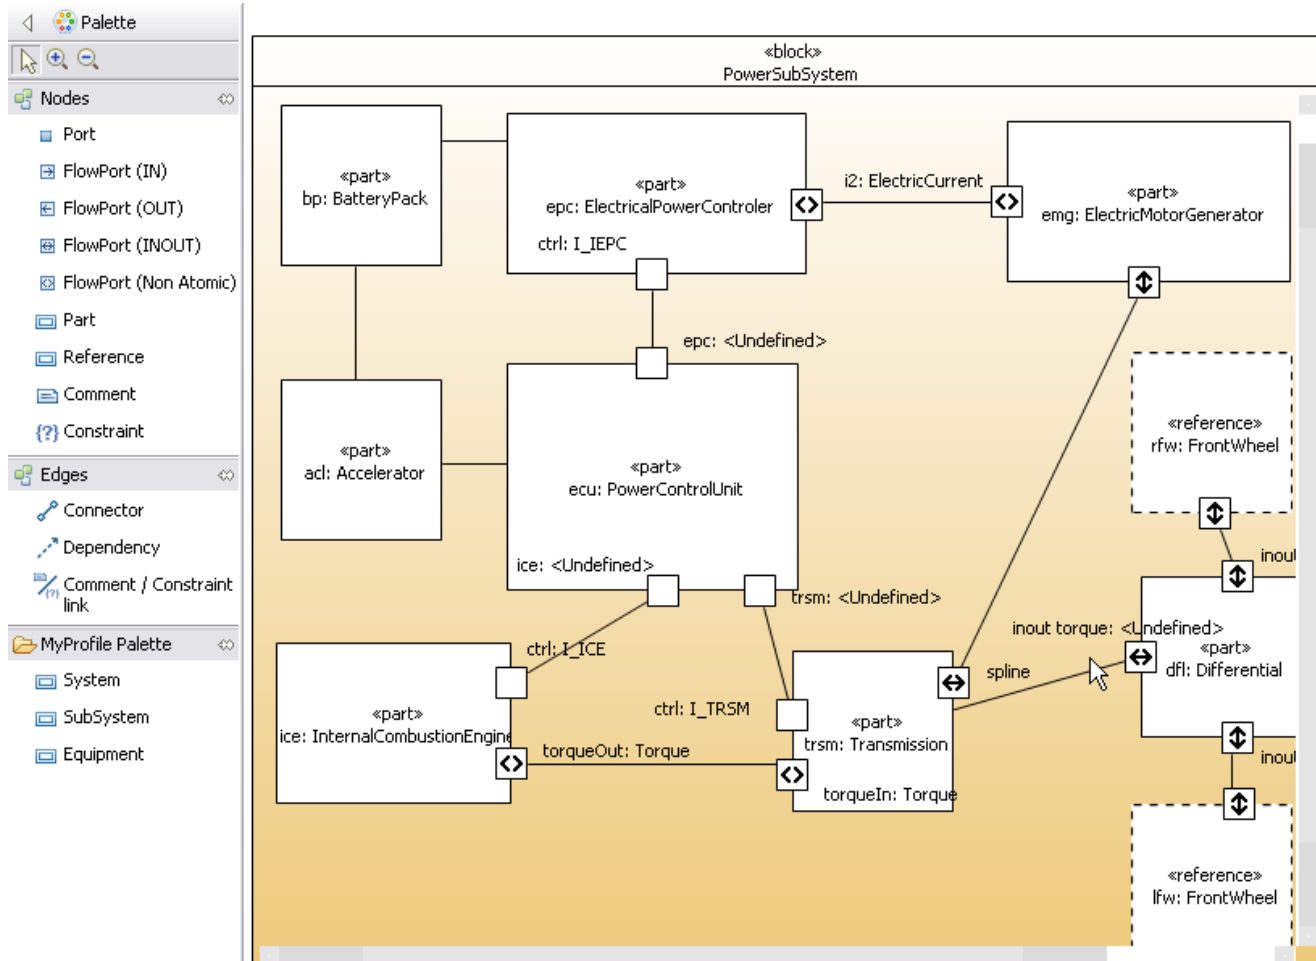 Palette
Nodes
Port
FlowPort (IN)
FlowPort (OUT)
FlowPort (INOUT)
FlowPort (Non Atomic)
Part
Reference
Comment
{?} Constraint
Edges
Connector
Dependency
Comment / Constraint
link
MyProfile Palette
System
SubSystem
Equipment
«block»
PowerSubSystem
«part»
bp: BatteryPack
«part»
epc: ElectricalPowerControler
ctrl: I_IEPC
i2: ElectricCurrent
«part»
emg: ElectricMotorGenerator
epc: <Undefined>
«part»
acl: Accelerator
«part»
ecu: PowerControlUnit
ice: <Undefined>
trsm: <Undefined>
«reference»
rfw: FrontWheel
inou
inout torque: <Undefined>
«part»
dfl: Differential
spline
ctrl: I_ICE
«part»
ice: InternalCombustionEngine
torqueOut: Torque
ctrl: I_TRSM
«part»
trsm: Transmission
torqueIn: Torque
inou
«reference»
lfw: FrontWheel